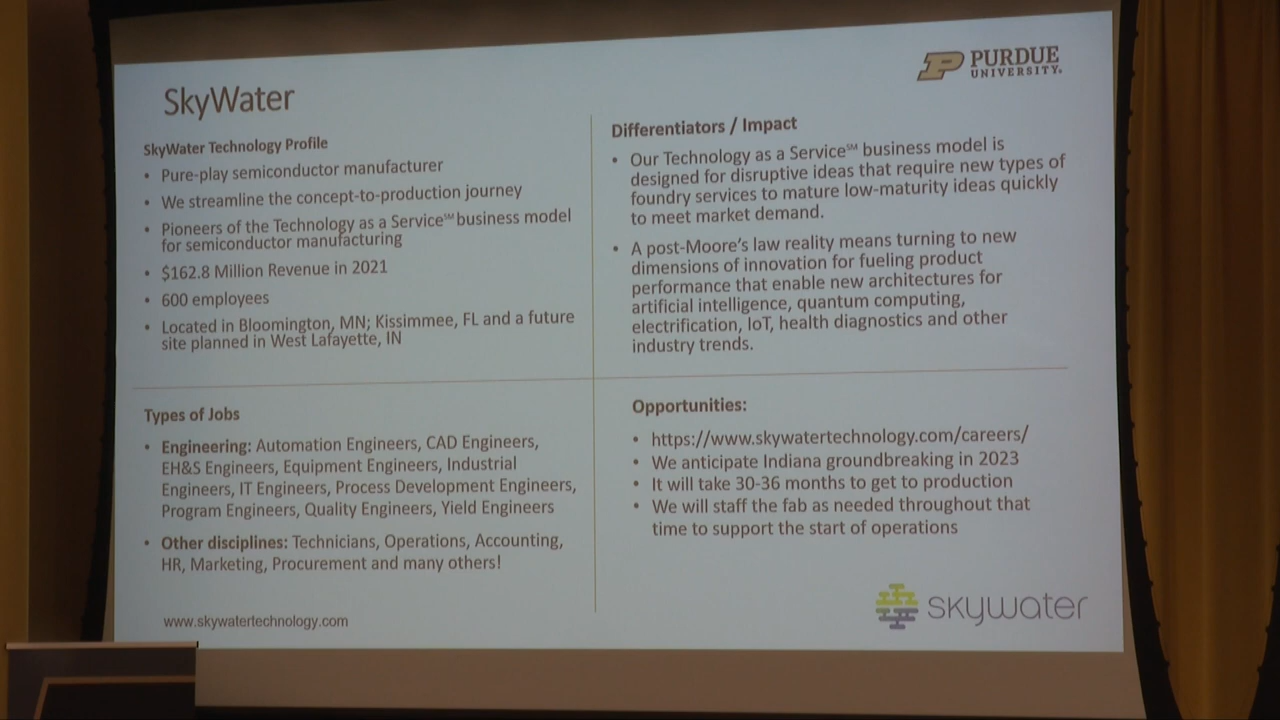 PURDUE
UNIVERSITY®
SkyWater
SkyWater Technology Profile
• Pure-play semiconductor manufacturer
• We streamline the concept-to-production journey
• Pioneers of the Technology as a Service℠ business model
for semiconductor manufacturing
• $162.8 Million Revenue in 2021
• 600 employees
• Located in Bloomington, MN; Kissimmee, FL and a future
site planned in West Lafayette, IN
Differentiators / Impact
• Our Technology as a Service℠ business model is
designed for disruptive ideas that require new types of
foundry services to mature low-maturity ideas quickly
to meet market demand.
• A post-Moore's law reality means turning to new
dimensions of innovation for fueling product
performance that enable new architectures for
artificial intelligence, quantum computing,
electrification, IoT, health diagnostics and other
industry trends.
Types of Jobs
• Engineering: Automation Engineers, CAD Engineers,
EH&S Engineers, Equipment Engineers, Industrial
Engineers, IT Engineers, Process Development Engineers,
Program Engineers, Quality Engineers, Yield Engineers
• Other disciplines: Technicians, Operations, Accounting,
HR, Marketing, Procurement and many others!
Opportunities:
• https://www.skywatertechnology.com/careers/
• We anticipate Indiana groundbreaking in 2023
• It will take 30-36 months to get to production
• We will staff the fab as needed throughout that
time to support the start of operations
www.skywatertechnology.com
skywater